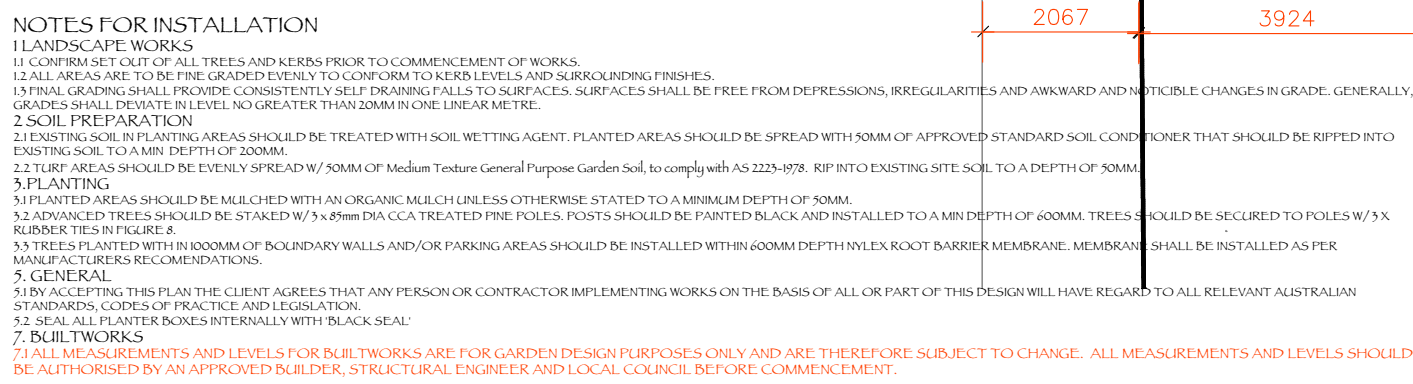 2067 3924
NOTES FOR INSTALLATION
1 LANDSCAPE WORKS
1.1 CONFIRM SET OUT OF ALL TREES AND KERBS PRIOR TO COMMENCEMENT OF WORKS.
1.2 ALL AREAS ARE TO BE FINE GRADED EVENLY TO CONFORM TO KERB LEVELS AND SURROUNDING FINISHES.
1.3 FINAL GRADING SHALL PROVIDE CONSISTENTLY SELF DRAINING FALLS TO SURFACES. SURFACES SHALL BE FREE FROM DEPRESSIONS, IRREGULARITIES AND AWKWARD AND NOTICIBLE CHANGES IN GRADE. GENERALLY,
GRADES SHALL DEVIATE IN LEVEL NO GREATER THAN 20MM IN ONE LINEAR METRE.
2 SOIL PREPARATION
2.1 EXISTING SOIL IN PLANTING AREAS SHOULD BE TREATED WITH SOIL WETTING AGENT. PLANTED AREAS SHOULD BE SPREAD WITH 50MM OF APPROVED STANDARD SOIL CONDITIONER THAT SHOULD BE RIPPED INTO
EXISTING SOIL TO A MIN DEPTH OF 200MM.
2.2 TURF AREAS SHOULD BE EVENLY SPREAD W/ 50MM OF Medium Texture General Purpose Garden Soil, to comply with AS 2223-1978. RIP INTO EXISTING SITE SOIL TO A DEPTH OF 50MM.
3.PLANTING
3.1 PLANTED AREAS SHOULD BE MULCHED WITH AN ORGANIC MULCH UNLESS OTHERWISE STATED TO A MINIMUM DEPTH OF 50MM.
3.2 ADVANCED TREES SHOULD BE STAKED W/ 3 x 85mm DIA CCA TREATED PINE POLES. POSTS SHOULD BE PAINTED BLACK AND INSTALLED TO A MIN DEPTH OF 600MM. TREES SHOULD BE SECURED TO POLES W/ 3 X
RUBBER TIES IN FIGURE 8.
3.3 TREES PLANTED WITH IN 1000MM OF BOUNDARY WALLS AND/OR PARKING AREAS SHOULD BE INSTALLED WITHIN 600MM DEPTH NYLEX ROOT BARRIER MEMBRANE. MEMBRANE SHALL BE INSTALLED AS PER
MANUFACTURERS RECOMENDATIONS.
5. GENERAL
5.1 BY ACCEPTING THIS PLAN THE CLIENT AGREES THAT ANY PERSON OR CONTRACTOR IMPLEMENTING WORKS ON THE BASIS OF ALL OR PART OF THIS DESIGN WILL HAVE REGARD TO ALL RELEVANT AUSTRALIAN
STANDARDS, CODES OF PRACTICE AND LEGISLATION.
5.2 SEAL ALL PLANTER BOXES INTERNALLY WITH 'BLACK SEAL'
7. BUILTWORKS
7.1 ALL MEASUREMENTS AND LEVELS FOR BUILTWORKS ARE FOR GARDEN DESIGN PURPOSES ONLY AND ARE THEREFORE SUBJECT TO CHANGE. ALL MEASUREMENTS AND LEVELS SHOULD
BE AUTHORISED BY AN APPROVED BUILDER, STRUCTURAL ENGINEER AND LOCAL COUNCIL BEFORE COMMENCEMENT.